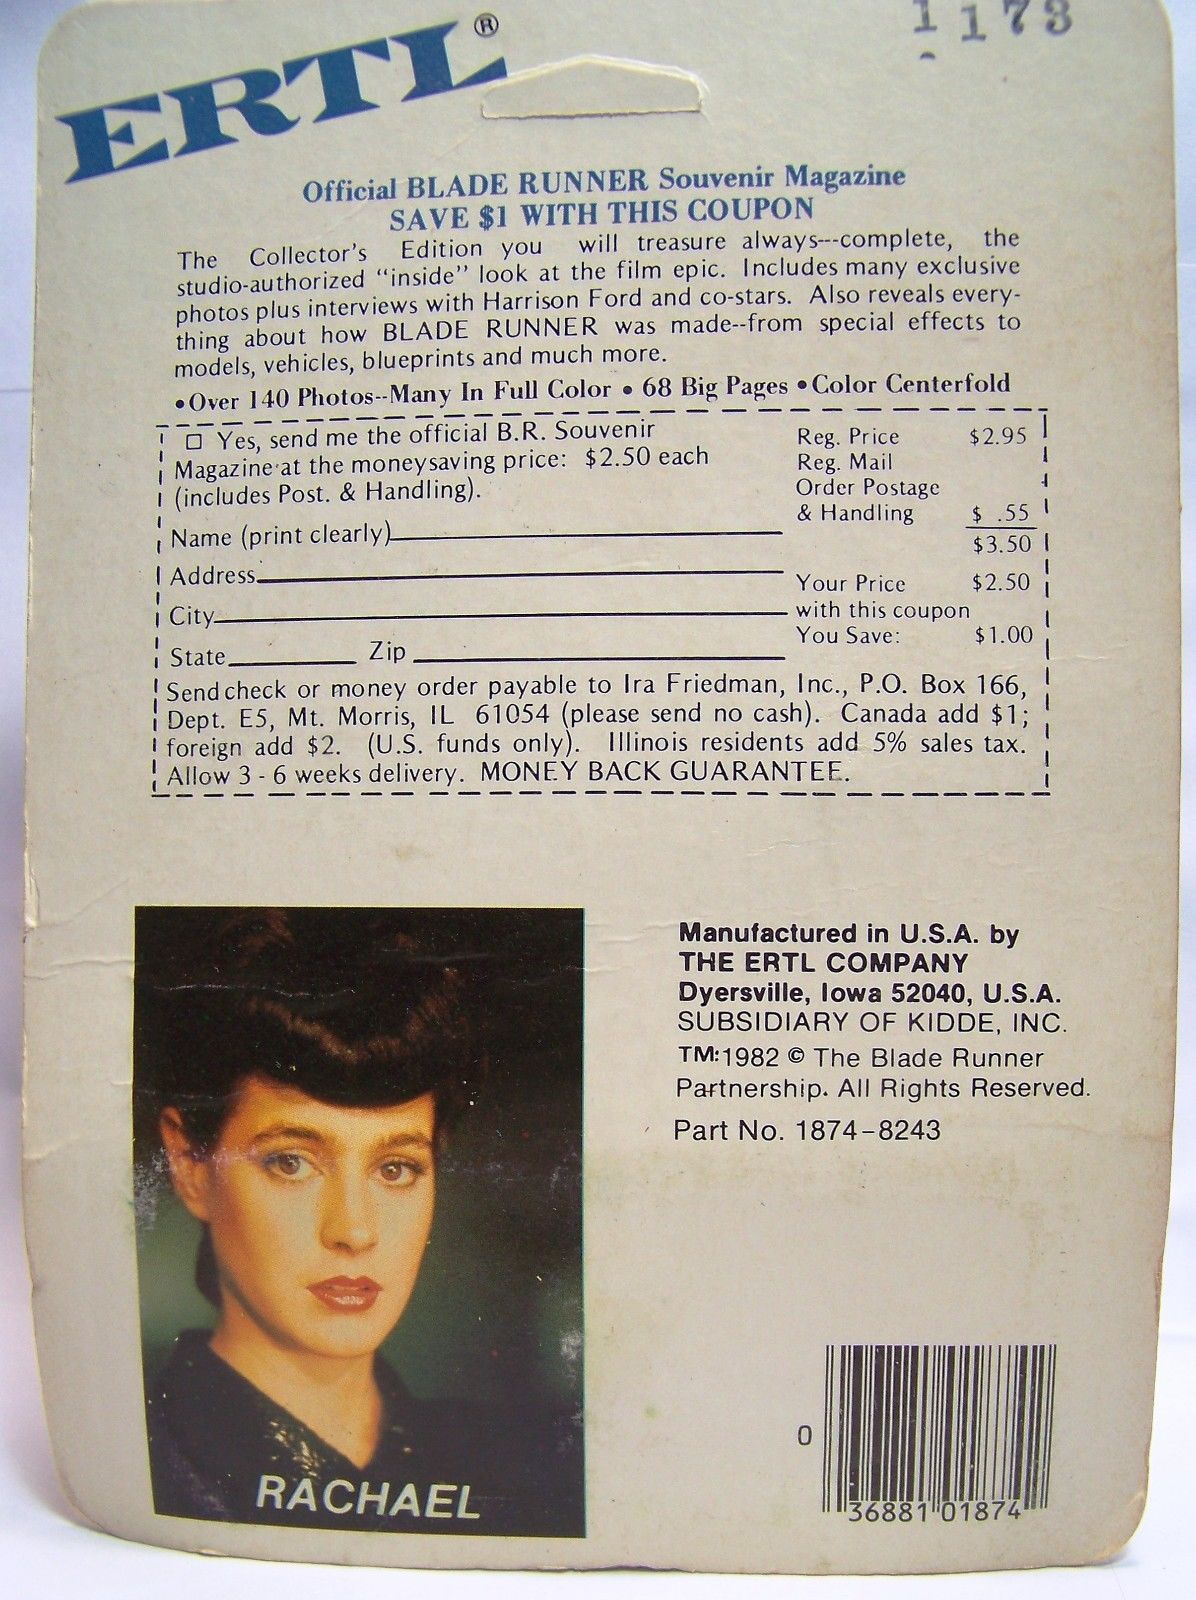 ERTL®
1173
Official BLADE RUNNER Souvenir Magazine
SAVE $1 WITH THIS COUPON
The Collector's Edition you will treasure always---complete, the
studio-authorized "inside" look at the film epic. Includes many exclusive
photos plus interviews with Harrison Ford and co-stars. Also reveals every-
thing about how BLADE RUNNER was made--from special effects to
models, vehicles, blueprints and much more.
•Over 140 Photos--Many In Full Color • 68 Big Pages •Color Centerfold
□ Yes, send me the official B.R. Souvenir
Magazine at the moneysaving price: $2.50 each
(includes Post. & Handling).
Name (print clearly)
Address
City
State Zip
Reg. Price $2.95
Reg. Mail
Order Postage
& Handling $ .55
$3.50
Your Price $2.50
with this coupon
You Save: $1.00
Send check or money order payable to Ira Friedman, Inc., P.O. Box 166,
Dept. E5, Mt. Morris, IL 61054 (please send no cash). Canada add $1;
foreign add $2. (U.S. funds only). Illinois residents add 5% sales tax.
Allow 3 - 6 weeks delivery. MONEY BACK GUARANTEE.
RACHAEL
Manufactured in U.S.A. by
THE ERTL COMPANY
Dyersville, Iowa 52040, U.S.A.
SUBSIDIARY OF KIDDE, INC.
TM:1982 © The Blade Runner
Partnership. All Rights Reserved.
Part No. 1874-8243
0 36881 01874